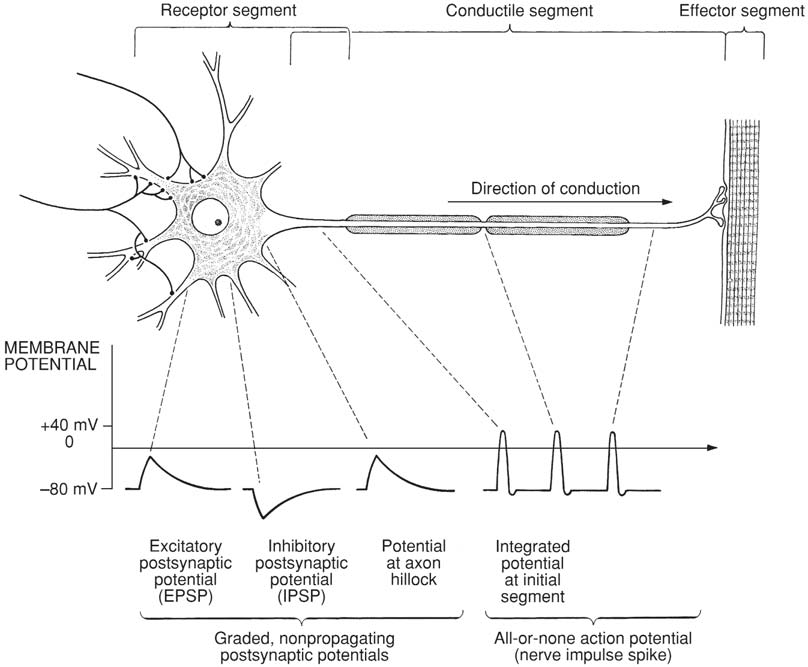 Receptor segment
Conductile segment
Effector segment
Direction of conduction
MEMBRANE
POTENTIAL
+40 mV
0
–80 mV
Excitatory
postsynaptic
potential
(EPSP)
Inhibitory
postsynaptic
potential
(IPSP)
Potential
at axon
hillock
Integrated
potential
at initial
segment
Graded, nonpropagating
postsynaptic potentials
All-or-none action potential
(nerve impulse spike)